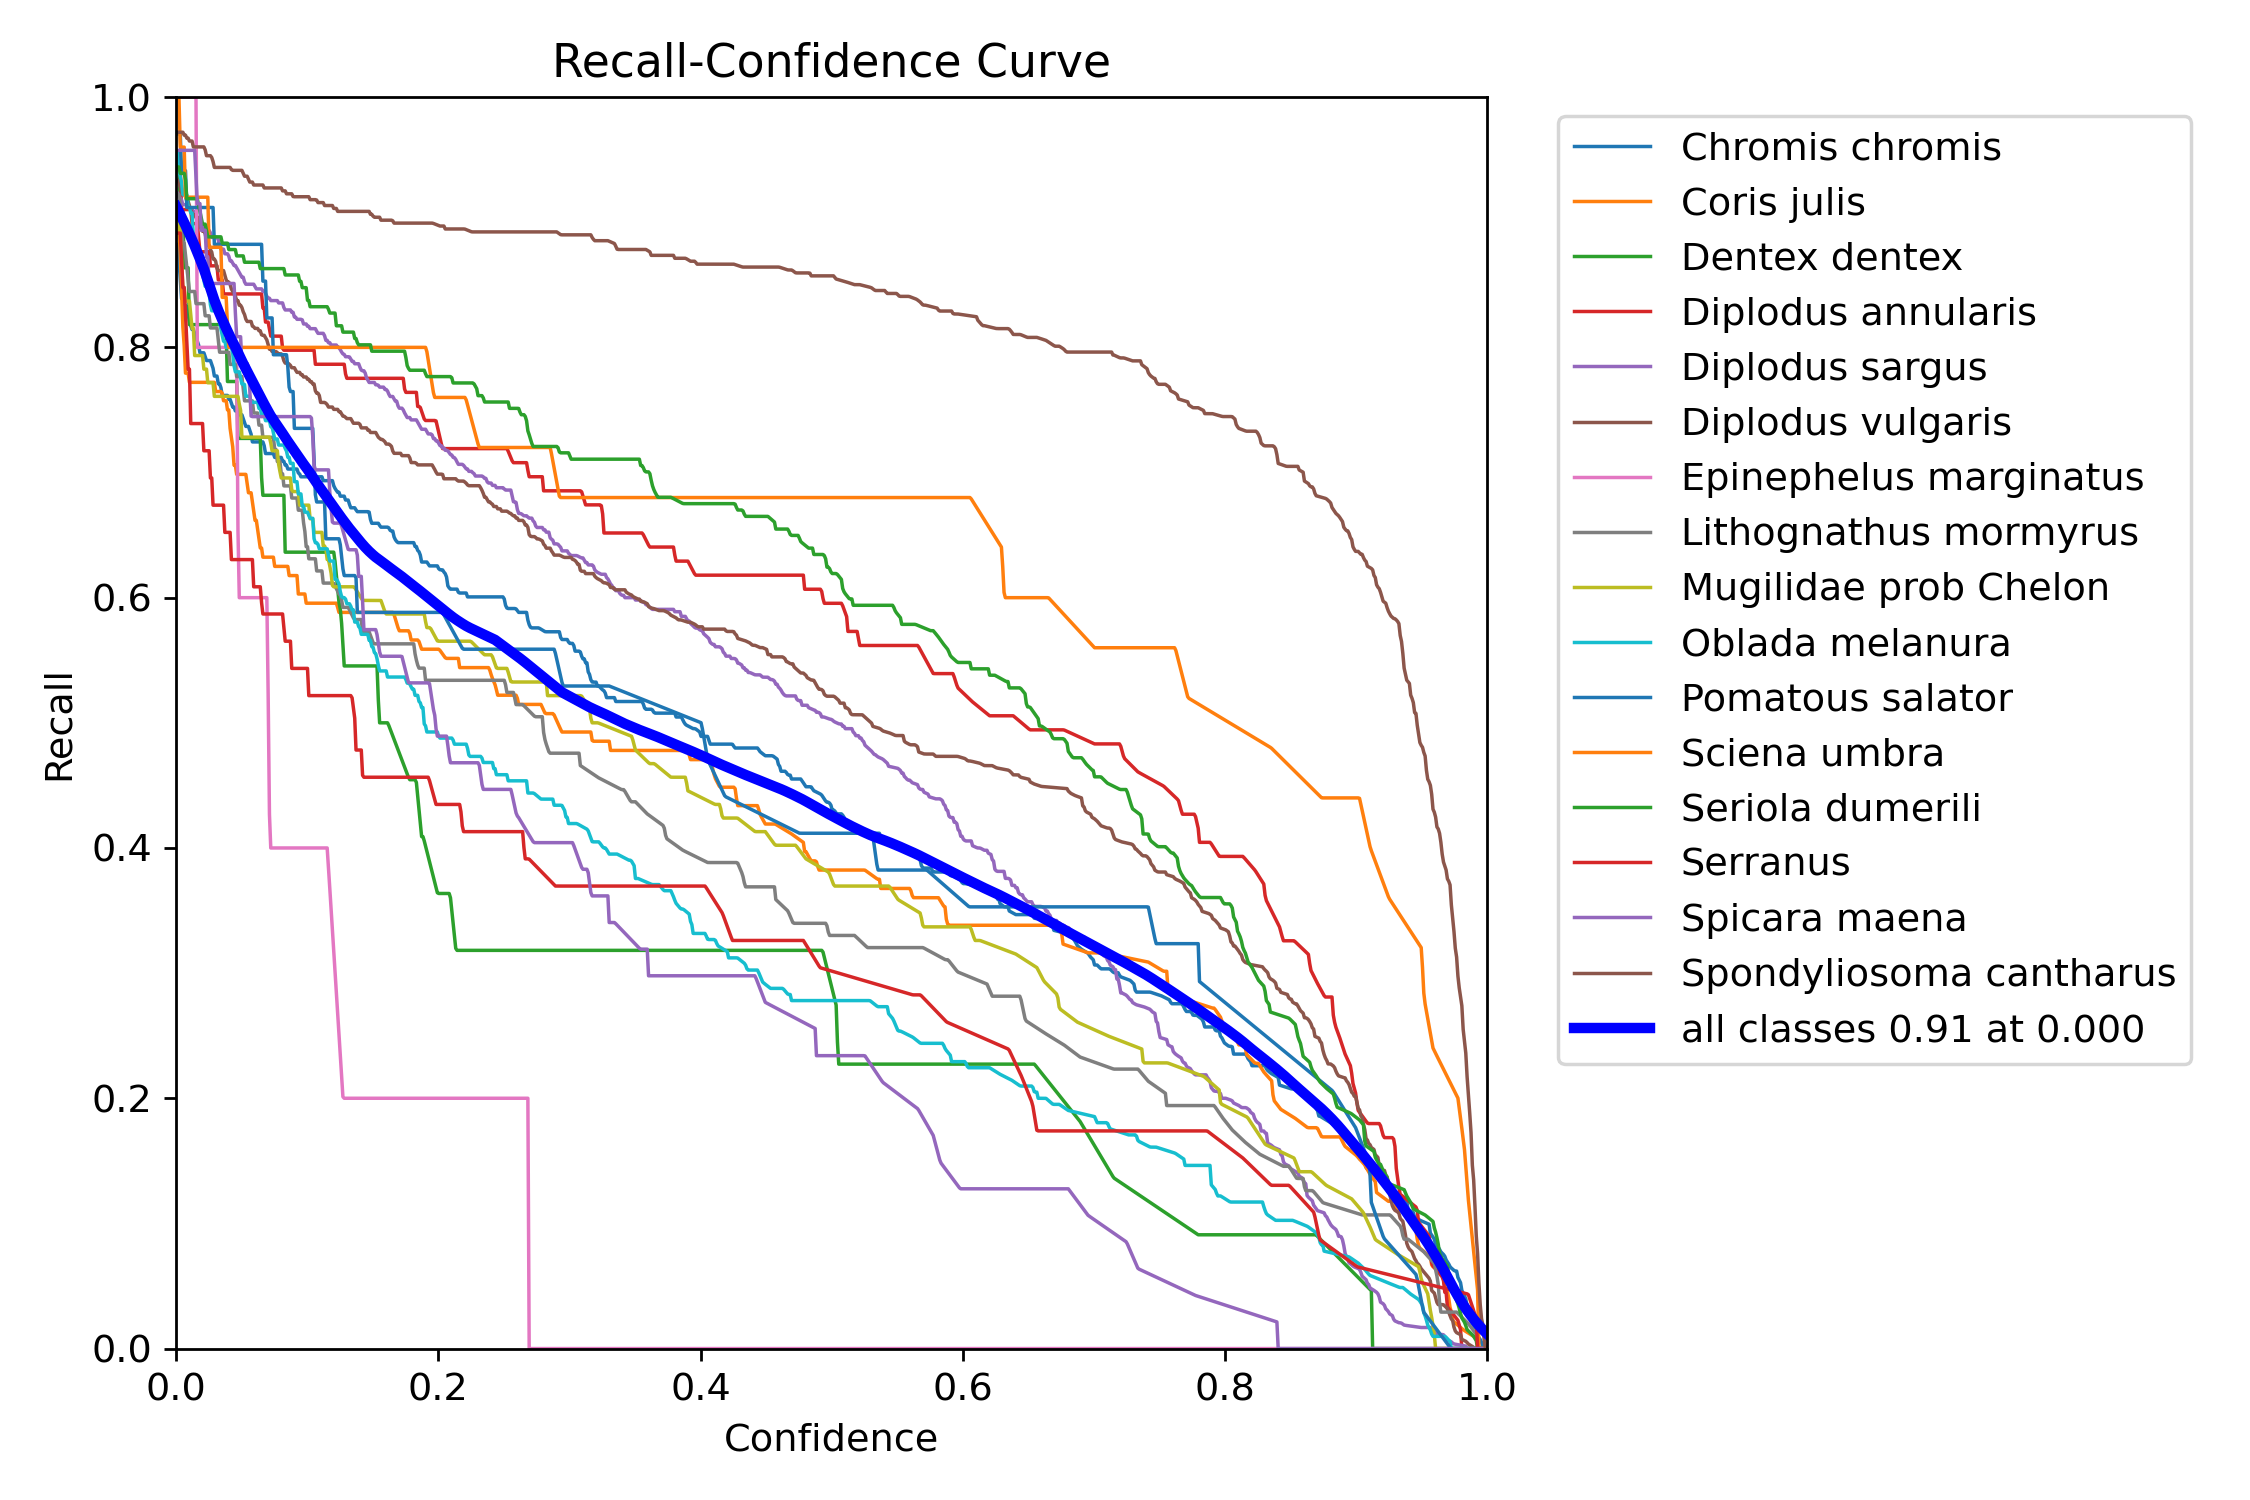 Recall-Confidence Curve
1.0
0.8
0.6
0.4
0.2
0.0
Recall
0.0 0.2 0.4 0.6 0.8 1.0
Confidence
Chromis chromis
Coris julis
Dentex dentex
Diplodus annularis
Diplodus sargus
Diplodus vulgaris
Epinephelus marginatus
Lithognathus mormyrus
Mugilidae prob Chelon
Oblada melanura
Pomatous salator
Sciena umbra
Seriola dumerili
Serranus
Spicara maena
Spondyliosoma cantharus
all classes 0.91 at 0.000